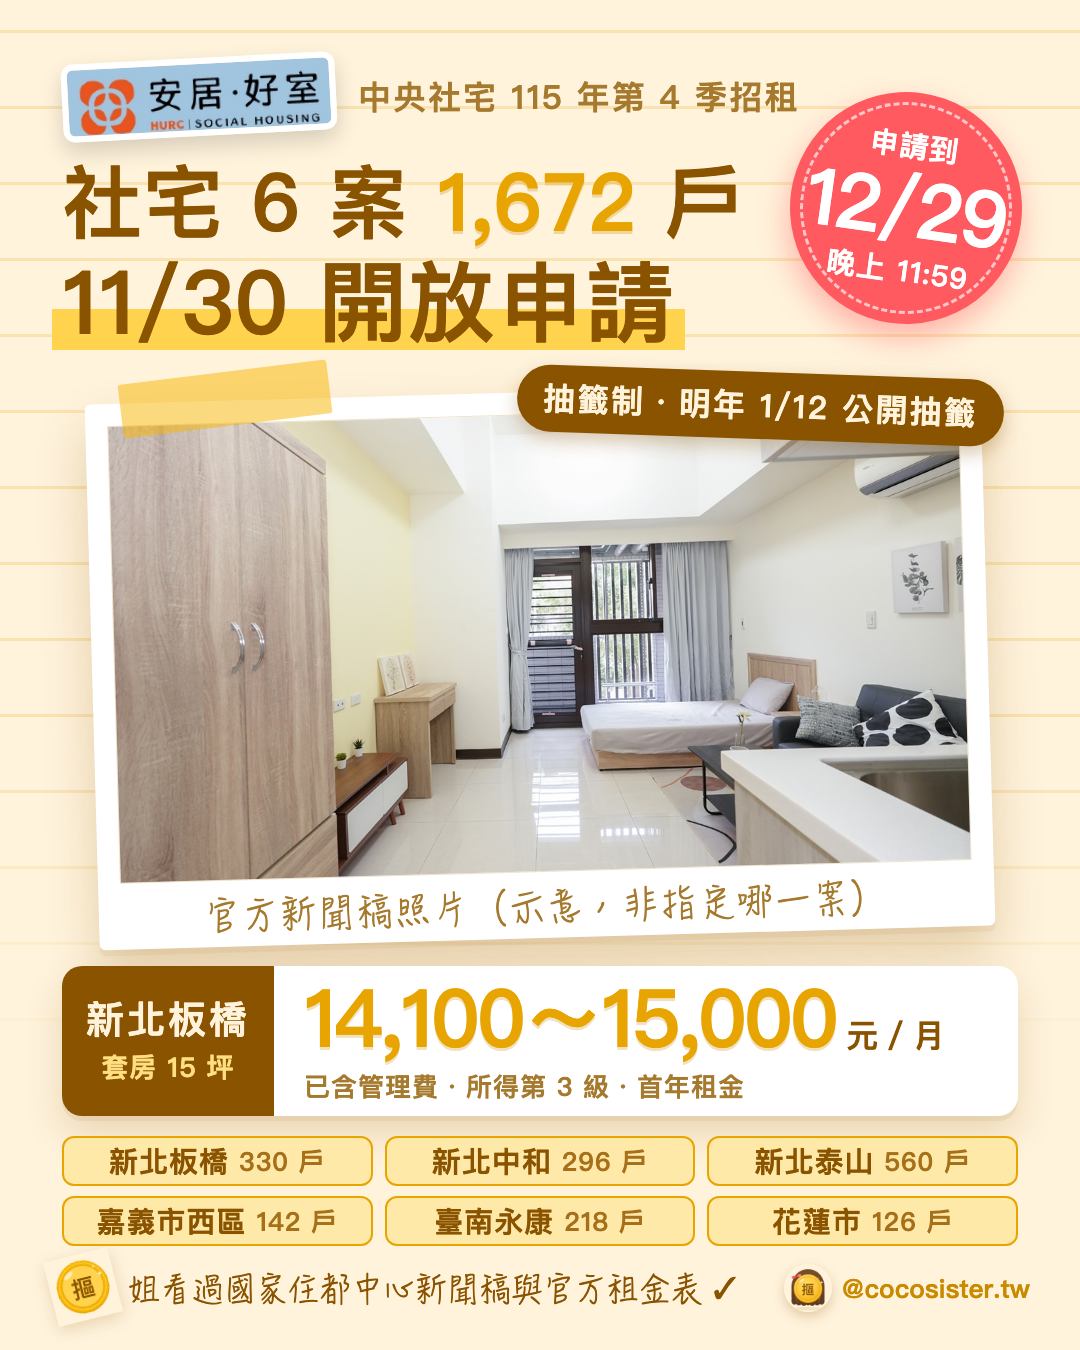 安居·好室
HURC | SOCIAL HOUSING
中央社宅 115 年第 4 季招租
社宅 6 案 1,672 戶
11/30 開放申請
申請到
12/29
晚上 11:59
抽籤制·明年 1/12 公開抽籤
官方新聞稿照片（示意，非指定哪一案）
新北板橋
套房 15 坪
14,100～15,000 元 / 月
已含管理費·所得第 3 級·首年租金
新北板橋 330 戶
新北中和 296 戶
新北泰山 560 戶
嘉義市西區 142 戶
臺南永康 218 戶
花蓮市 126 戶
摳 姐看過國家住都中心新聞稿與官方租金表 ✓
摳 @cocosister.tw